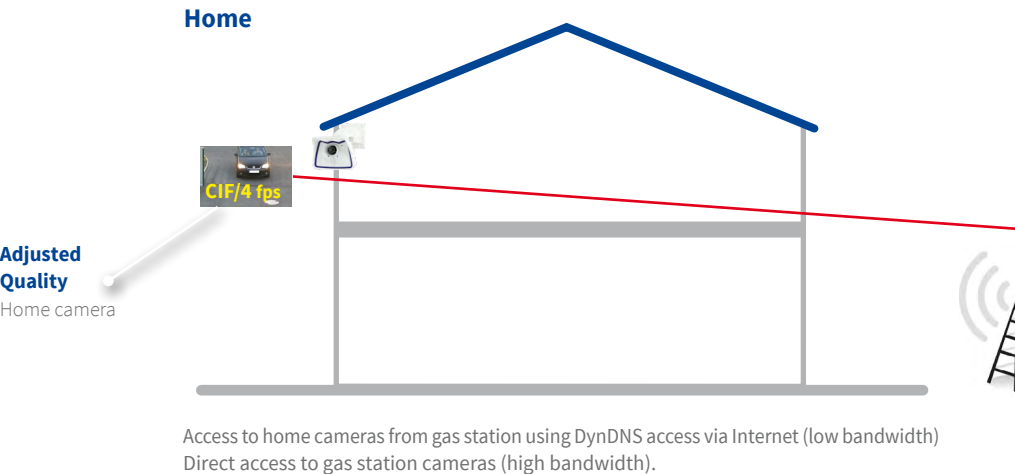 Home
CIF/4 fps
Adjusted
Quality
Home camera
Access to home cameras from gas station using DynDNS access via Internet (low bandwidth)
Direct access to gas station cameras (high bandwidth).